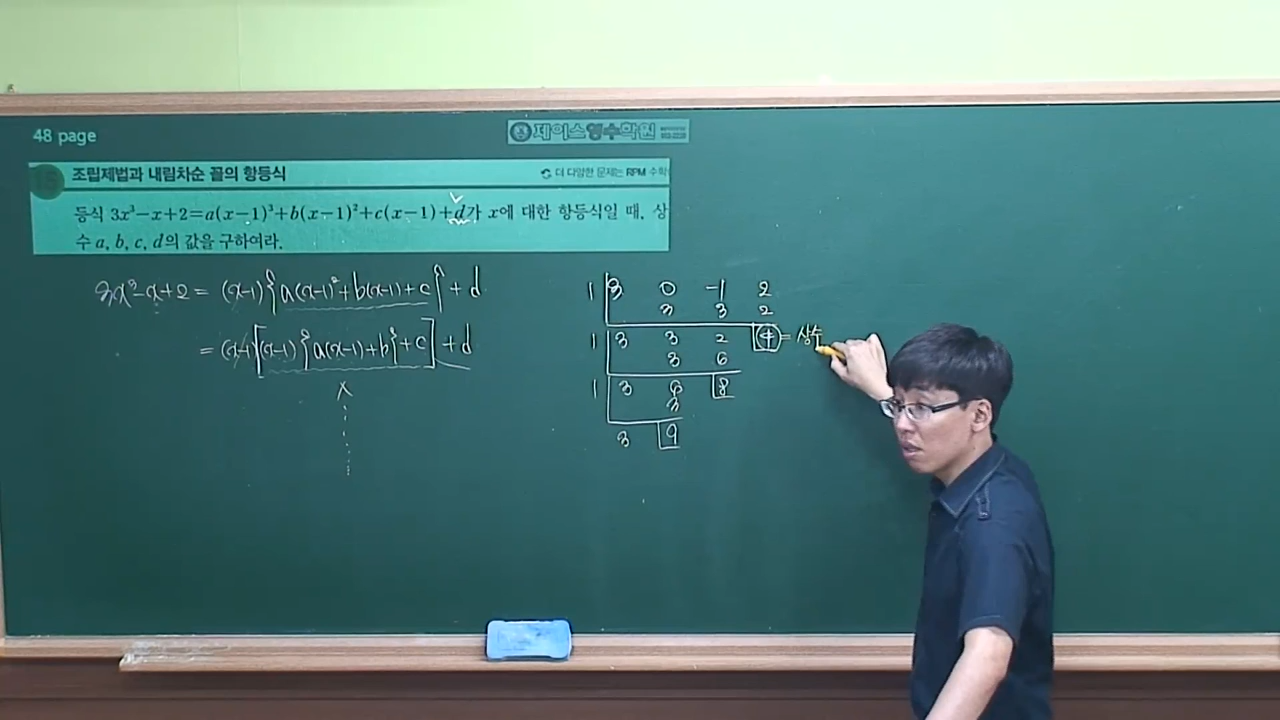 48 page
제이스영수학원
조립제법과 내림차순 꼴의 항등식
더 다양한 문제는 RPM 수학
등식 3x³−x+2=a(x−1)³+b(x−1)²+c(x−1)+d가 x에 대한 항등식일 때, 상
수 a, b, c, d의 값을 구하여라.
3x³−x+2 = (x−1){a(x−1)²+b(x−1)+c}+d
= (x−1)[(x−1){a(x−1)+b}+c]+d
1 3 0 -1 2
3 3 2
1 3 3 2 4 = 상수
3 6
1 3 6 8
3
3 9